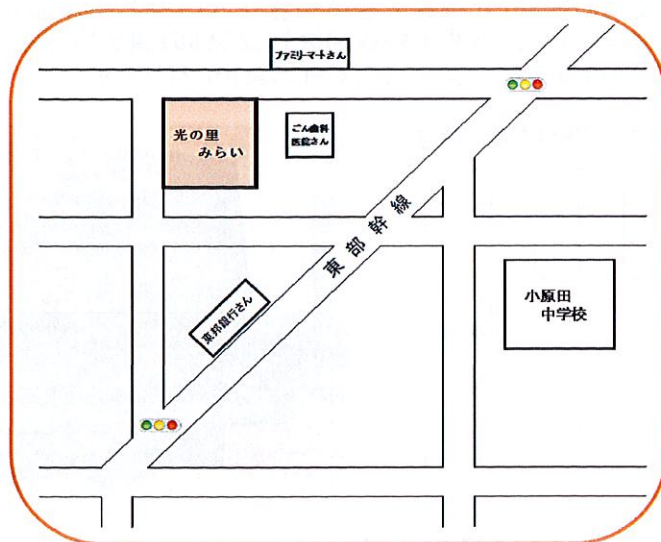 ファミリーマートさん
光の里
みらい
ごん歯科
医院さん
東部幹線
東邦銀行さん
小原田
中学校